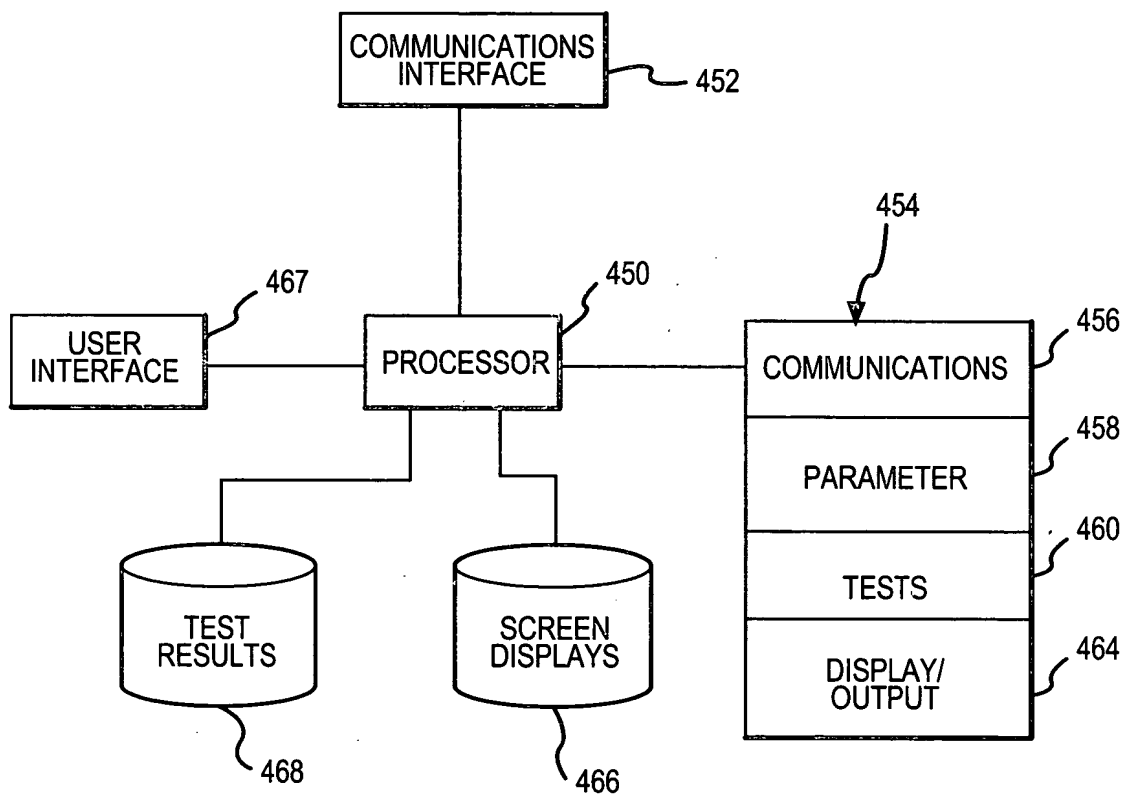 COMMUNICATIONS
INTERFACE
452
454
467
450
456
USER
INTERFACE
PROCESSOR
COMMUNICATIONS
458
PARAMETER
460
TESTS
TEST
RESULTS
SCREEN
DISPLAYS
464
DISPLAY/
OUTPUT
468
466